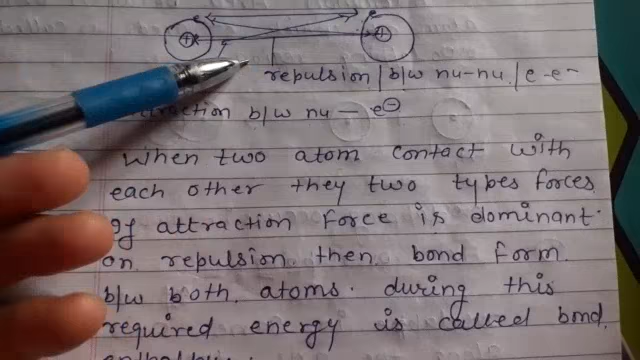 repulsion / b/w nu-nu / e-e-
attraction b/w nu - e⊖
When two atom contact with
each other they two types forces
If attraction force is dominant
on repulsion then bond form
b/w both atoms. during this
required energy is called bond
enthalpy